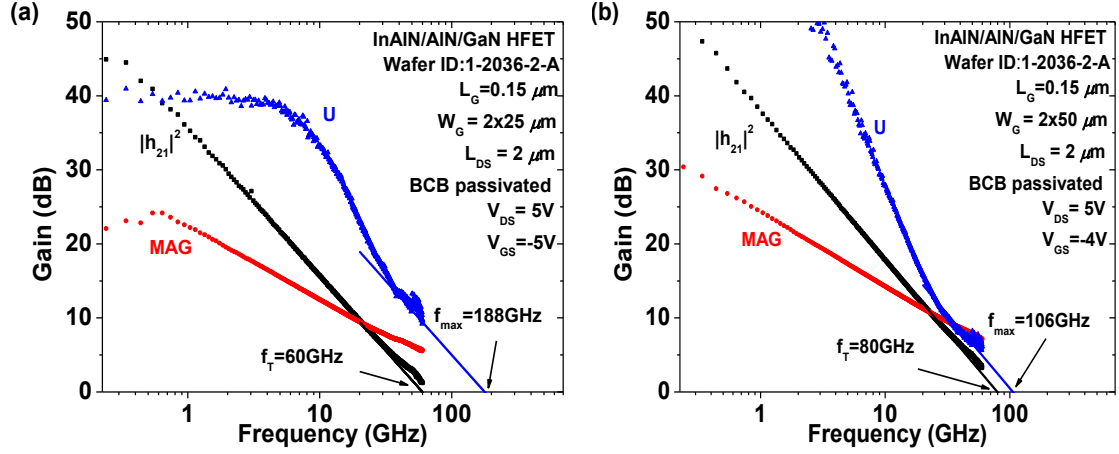 (a)
InAlN/AlN/GaN HFET
Wafer ID:1-2036-2-A
L_G=0.15 μm
W_G = 2x25 μm
L_DS = 2 μm
BCB passivated
V_DS = 5V
V_GS=-5V
U
|h_21|^2
MAG
f_max=188GHz
f_T=60GHz
50
40
30
20
10
0
Gain (dB)
1
10
100
Frequency (GHz)
(b)
InAlN/AlN/GaN HFET
Wafer ID:1-2036-2-A
L_G=0.15 μm
W_G = 2x50 μm
L_DS = 2 μm
BCB passivated
V_DS = 5V
V_GS=-4V
U
|h_21|^2
MAG
f_max=106GHz
f_T=80GHz
50
40
30
20
10
0
Gain (dB)
1
10
100
Frequency (GHz)